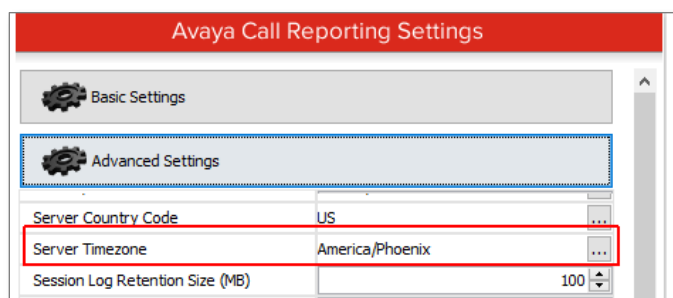 Avaya Call Reporting Settings
Basic Settings
Advanced Settings
Server Country Code US ...
Server Timezone America/Phoenix ...
Session Log Retention Size (MB) 100